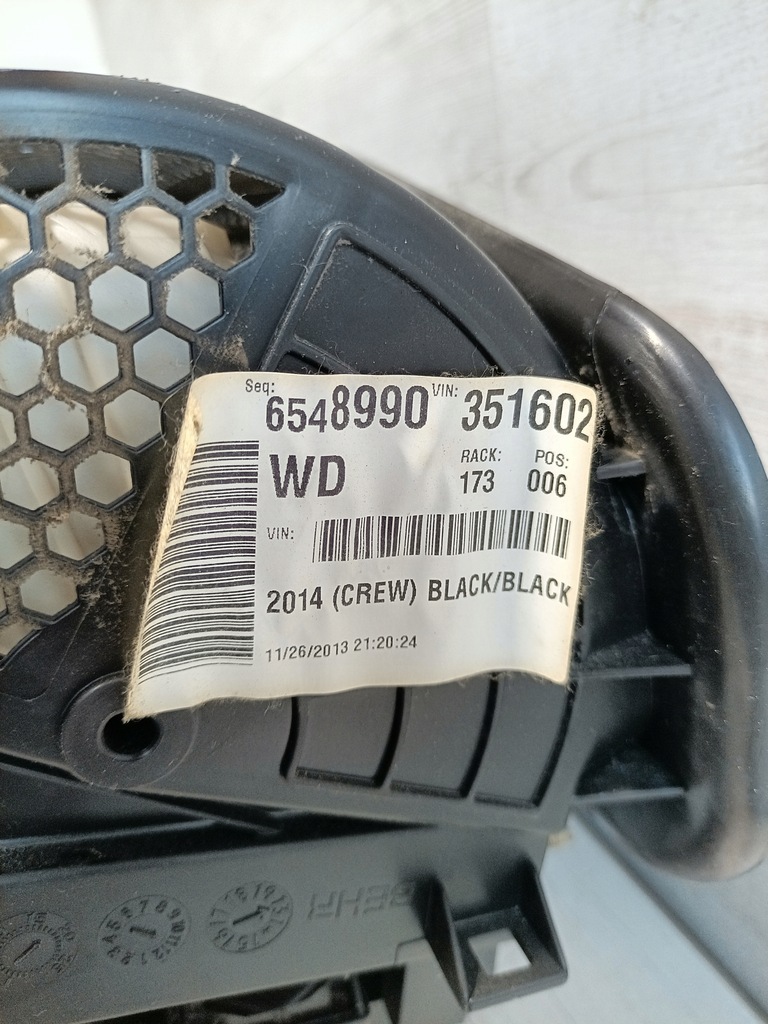 Seq: 6548990 VIN: 351602
WD RACK: 173 POS: 006
VIN:
2014 (CREW) BLACK/BLACK
11/26/2013 21:20:24
BEHR